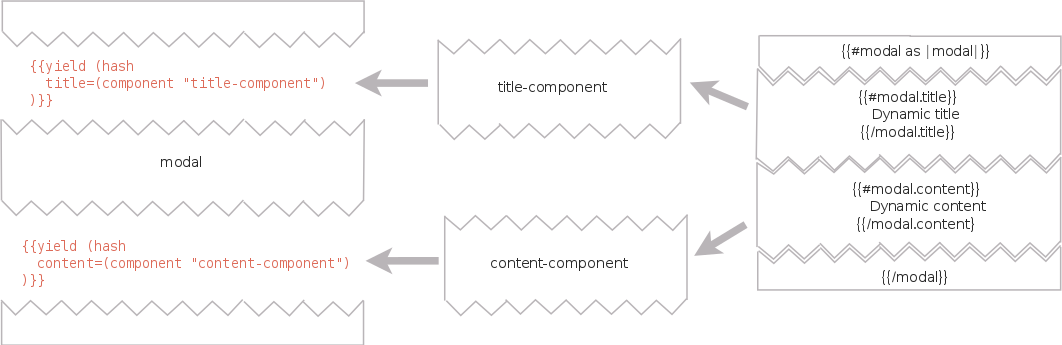 {{yield (hash
title=(component "title-component")
)}}
modal
{{yield (hash
content=(component "content-component")
)}}
title-component
content-component
{{#modal as |modal|}}
{{#modal.title}}
Dynamic title
{{/modal.title}}
{{#modal.content}}
Dynamic content
{{/modal.content}
{{/modal}}